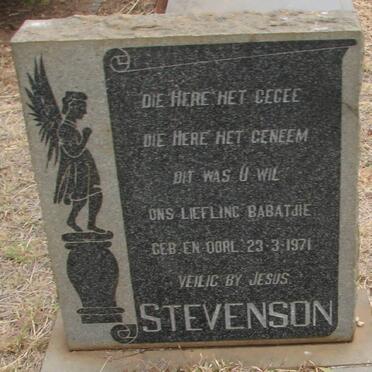 DIE HERE HET GEGEE
DIE HERE HET GENEEM
DIT WAS U WIL
ONS LIEFLING BABATJIE
GEB. EN OORL. 23-3-1971
VEILIG BY JESUS
STEVENSON